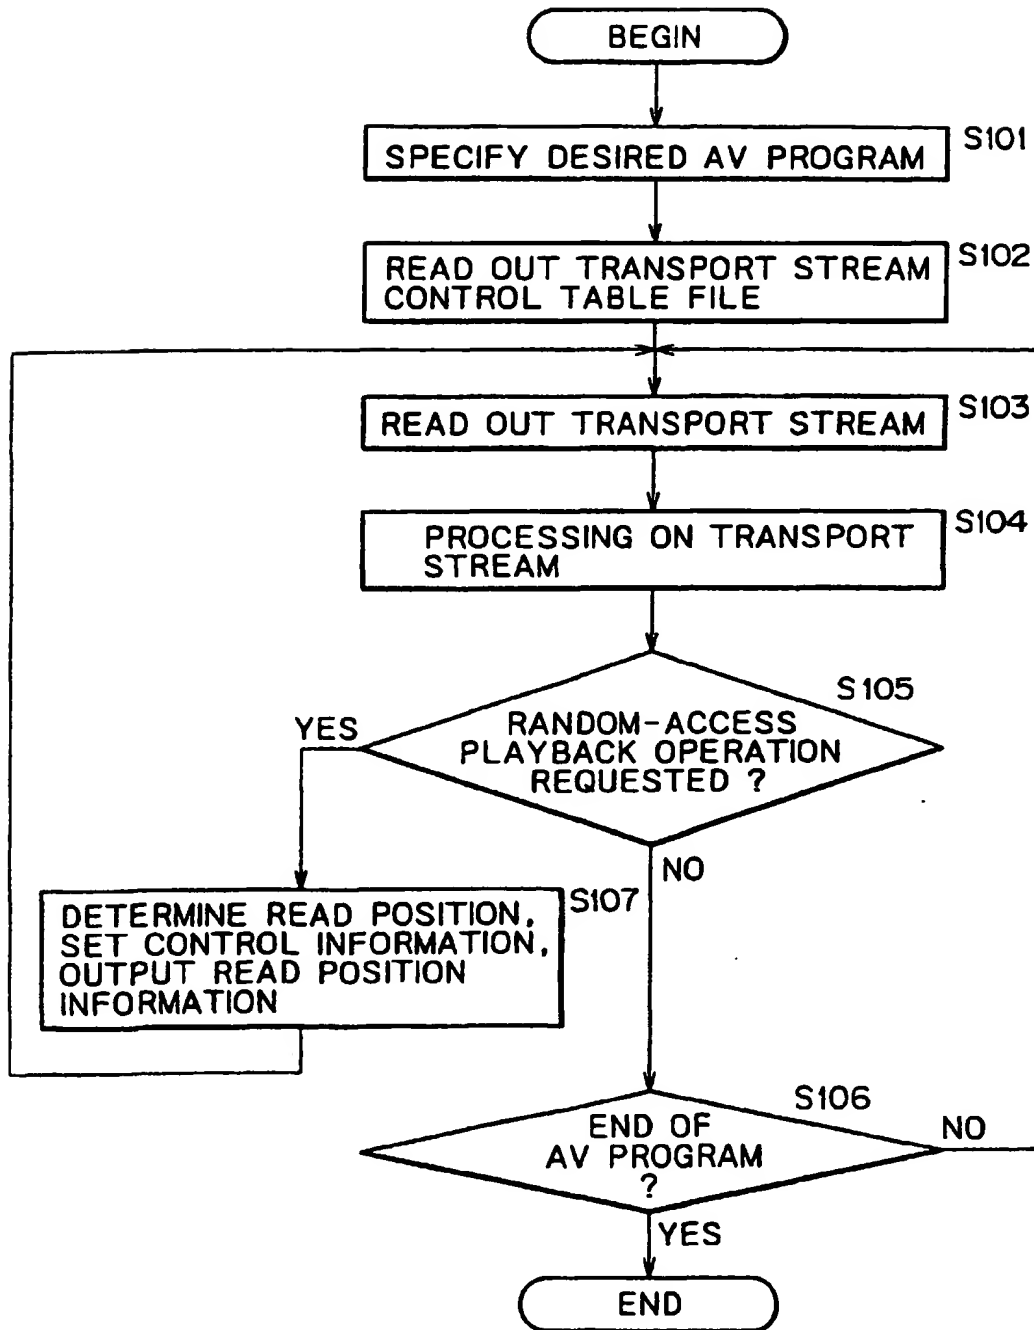 BEGIN
S101
SPECIFY DESIRED AV PROGRAM
S102
READ OUT TRANSPORT STREAM
CONTROL TABLE FILE
S103
READ OUT TRANSPORT STREAM
S104
PROCESSING ON TRANSPORT
STREAM
S105
YES
RANDOM-ACCESS
PLAYBACK OPERATION
REQUESTED ?
NO
S107
DETERMINE READ POSITION,
SET CONTROL INFORMATION,
OUTPUT READ POSITION
INFORMATION
S106
END OF
AV PROGRAM
?
NO
YES
END